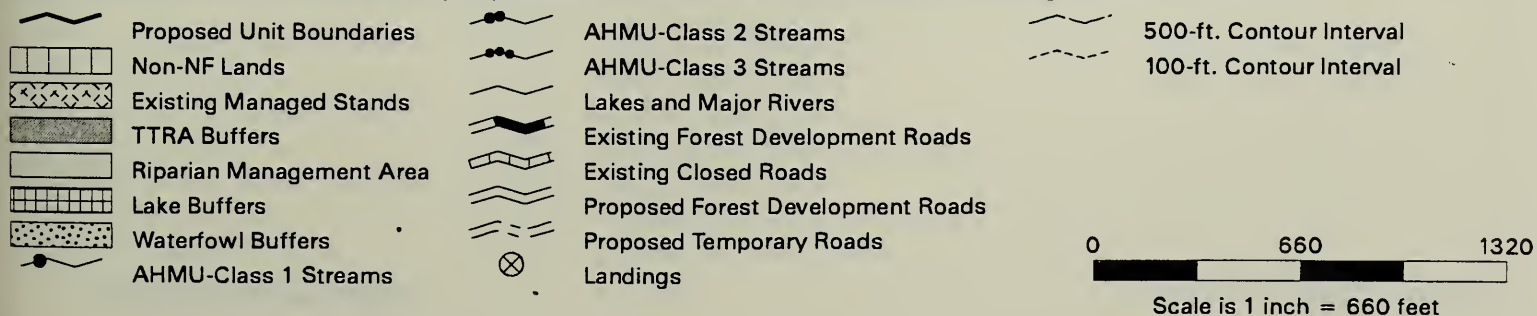 Proposed Unit Boundaries
Non-NF Lands
Existing Managed Stands
TTRA Buffers
Riparian Management Area
Lake Buffers
Waterfowl Buffers
AHMU-Class 1 Streams
AHMU-Class 2 Streams
AHMU-Class 3 Streams
Lakes and Major Rivers
Existing Forest Development Roads
Existing Closed Roads
Proposed Forest Development Roads
Proposed Temporary Roads
Landings
500-ft. Contour Interval
100-ft. Contour Interval
0 660 1320
Scale is 1 inch = 660 feet